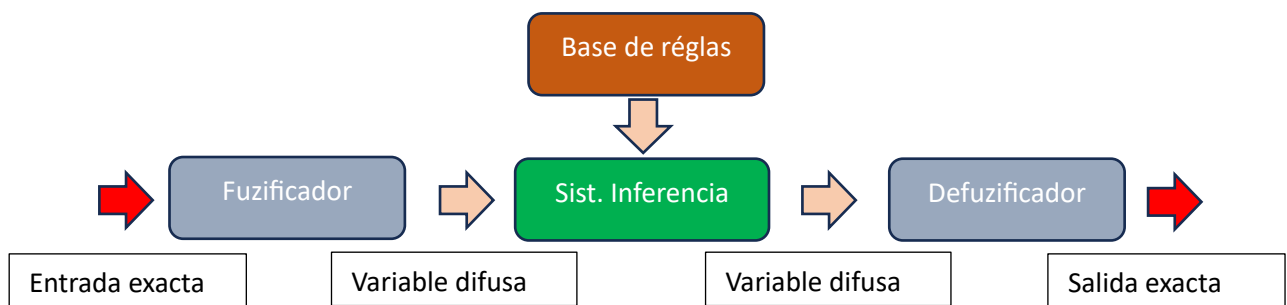 Base de réglas
Fuzificador
Sist. Inferencia
Defuzificador
Entrada exacta
Variable difusa
Variable difusa
Salida exacta